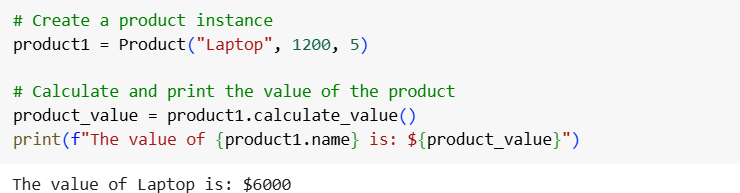 # Create a product instance
product1 = Product("Laptop", 1200, 5)
# Calculate and print the value of the product
product_value = product1.calculate_value()
print(f"The value of {product1.name} is: ${product_value}")
The value of Laptop is: $6000